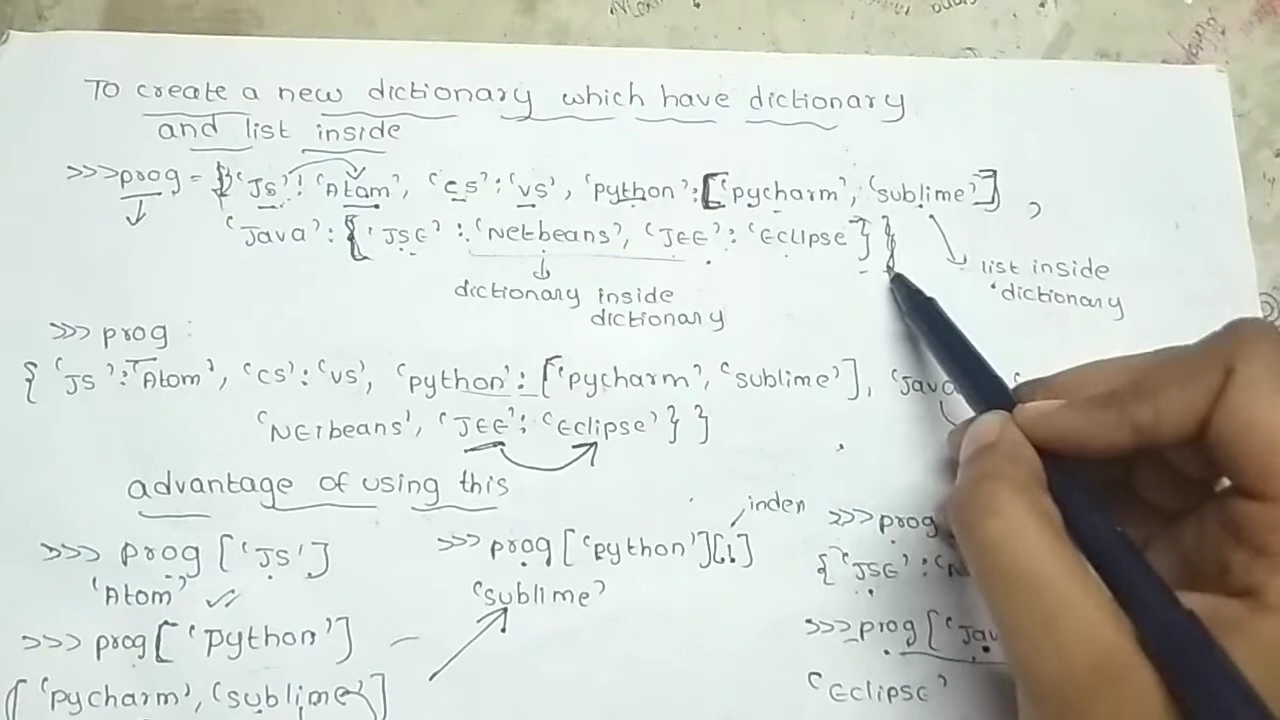 To create a new dictionary which have dictionary
and list inside
>>>prog = {'JS': 'Atam', 'CS': 'VS', 'python': ['pycharm', 'sublime'] ,
'Java': {'JSE': 'Netbeans', 'JEE': 'Eclipse'} }
list inside
'dictionary
dictionary inside
dictionary
>>> prog :
{ 'JS': 'Atom', 'CS': 'VS', 'python': ['pycharm', 'sublime'], 'Java
'NEtbeans', 'JEE': 'Eclipse' } }
advantage of using this
>>> prog ['JS']
'Atom'
>>> prog ['python']
['pycharm', 'sublime']
index
>>> prog ['python'][1]
'sublime'
>>> prog
{'JSE': 'N
>>> prog ['Jav
'Eclipse'